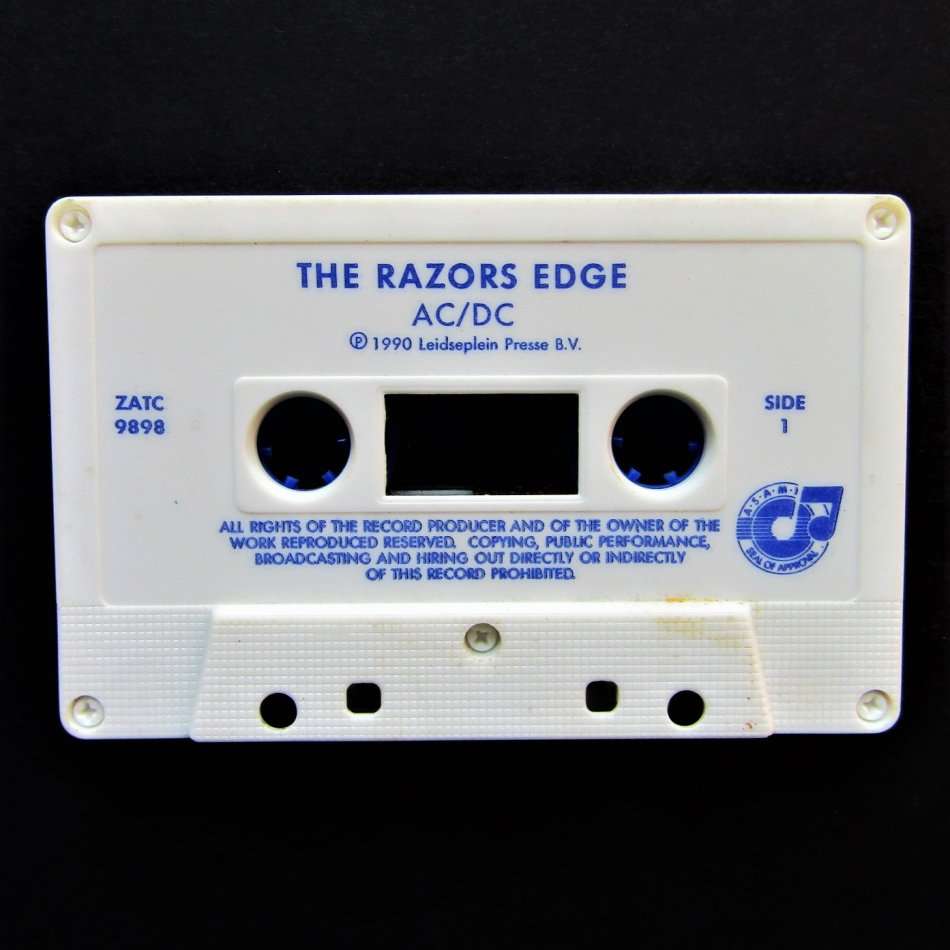 THE RAZORS EDGE
AC/DC
℗ 1990 Leidseplein Presse B.V.
ZATC
9898
SIDE
1
ALL RIGHTS OF THE RECORD PRODUCER AND OF THE OWNER OF THE
WORK REPRODUCED RESERVED. COPYING, PUBLIC PERFORMANCE,
BROADCASTING AND HIRING OUT DIRECTLY OR INDIRECTLY
OF THIS RECORD PROHIBITED.
A·S·A·M·I
SEAL OF APPROVAL